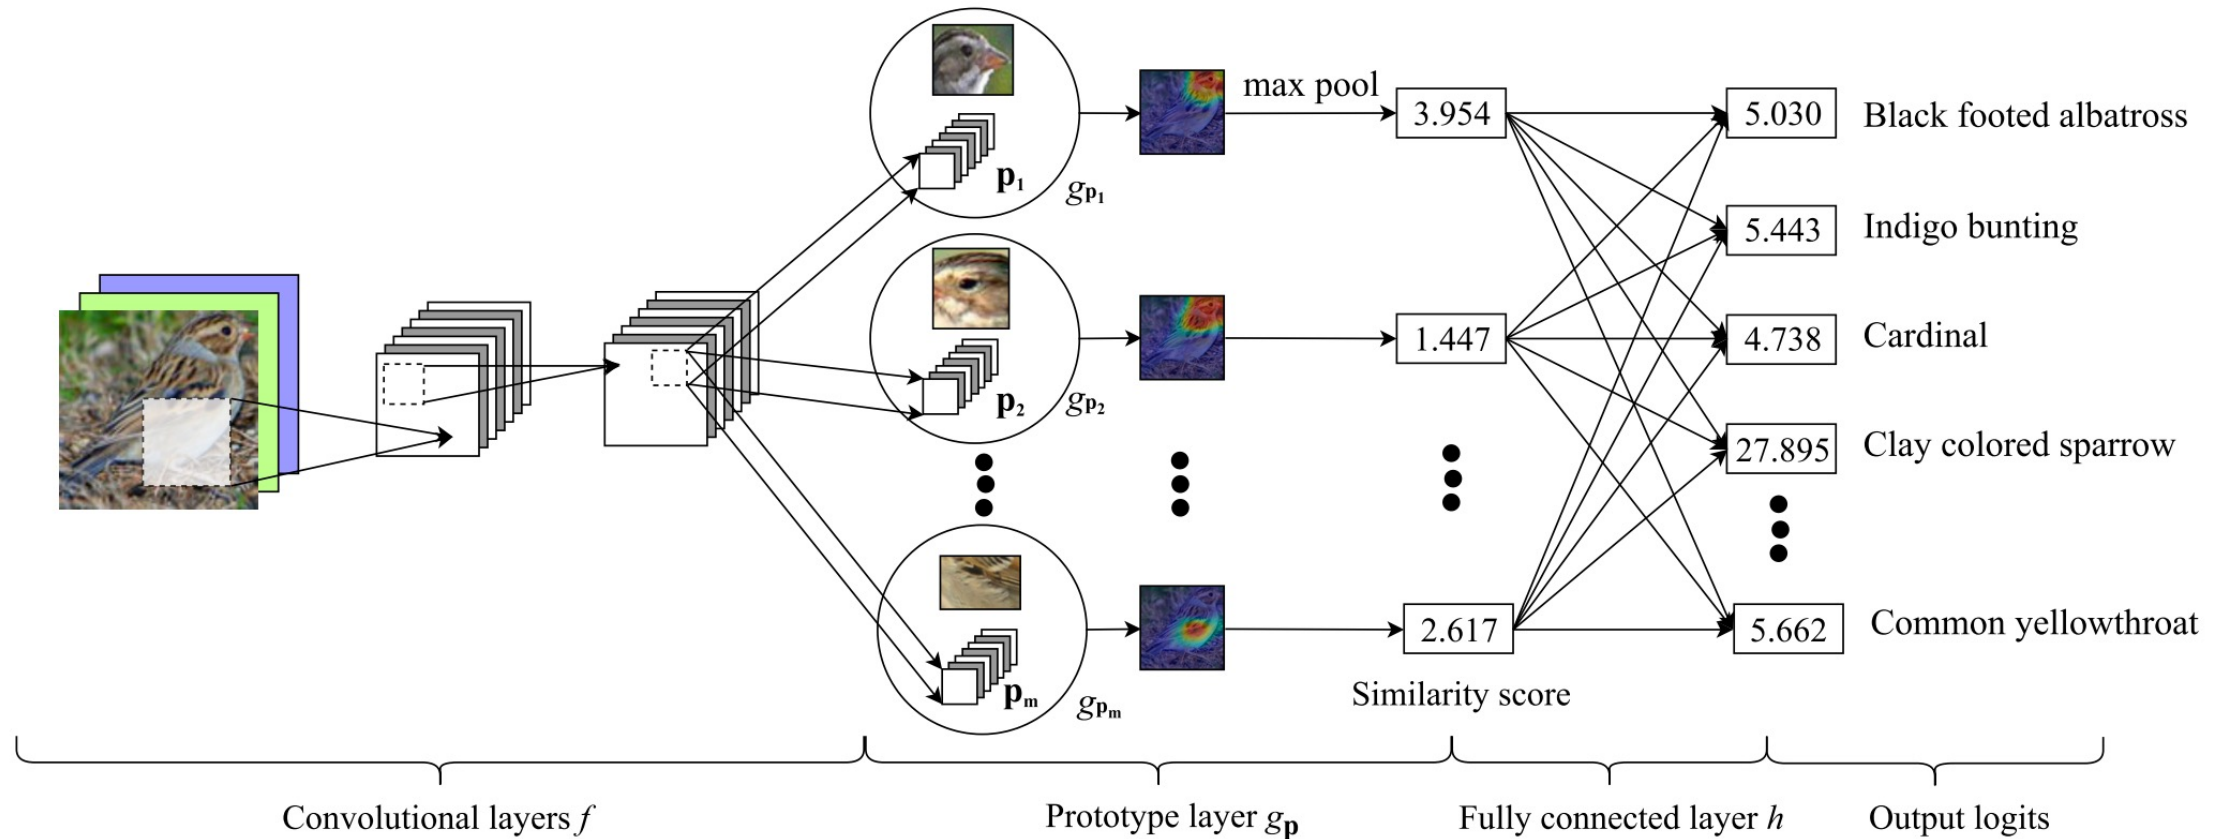 max pool
3.954
5.030
Black footed albatross
p1
gp1
5.443
Indigo bunting
1.447
4.738
Cardinal
p2
gp2
27.895
Clay colored sparrow
2.617
5.662
Common yellowthroat
pm
gpm
Similarity score
Convolutional layers f
Prototype layer gp
Fully connected layer h
Output logits